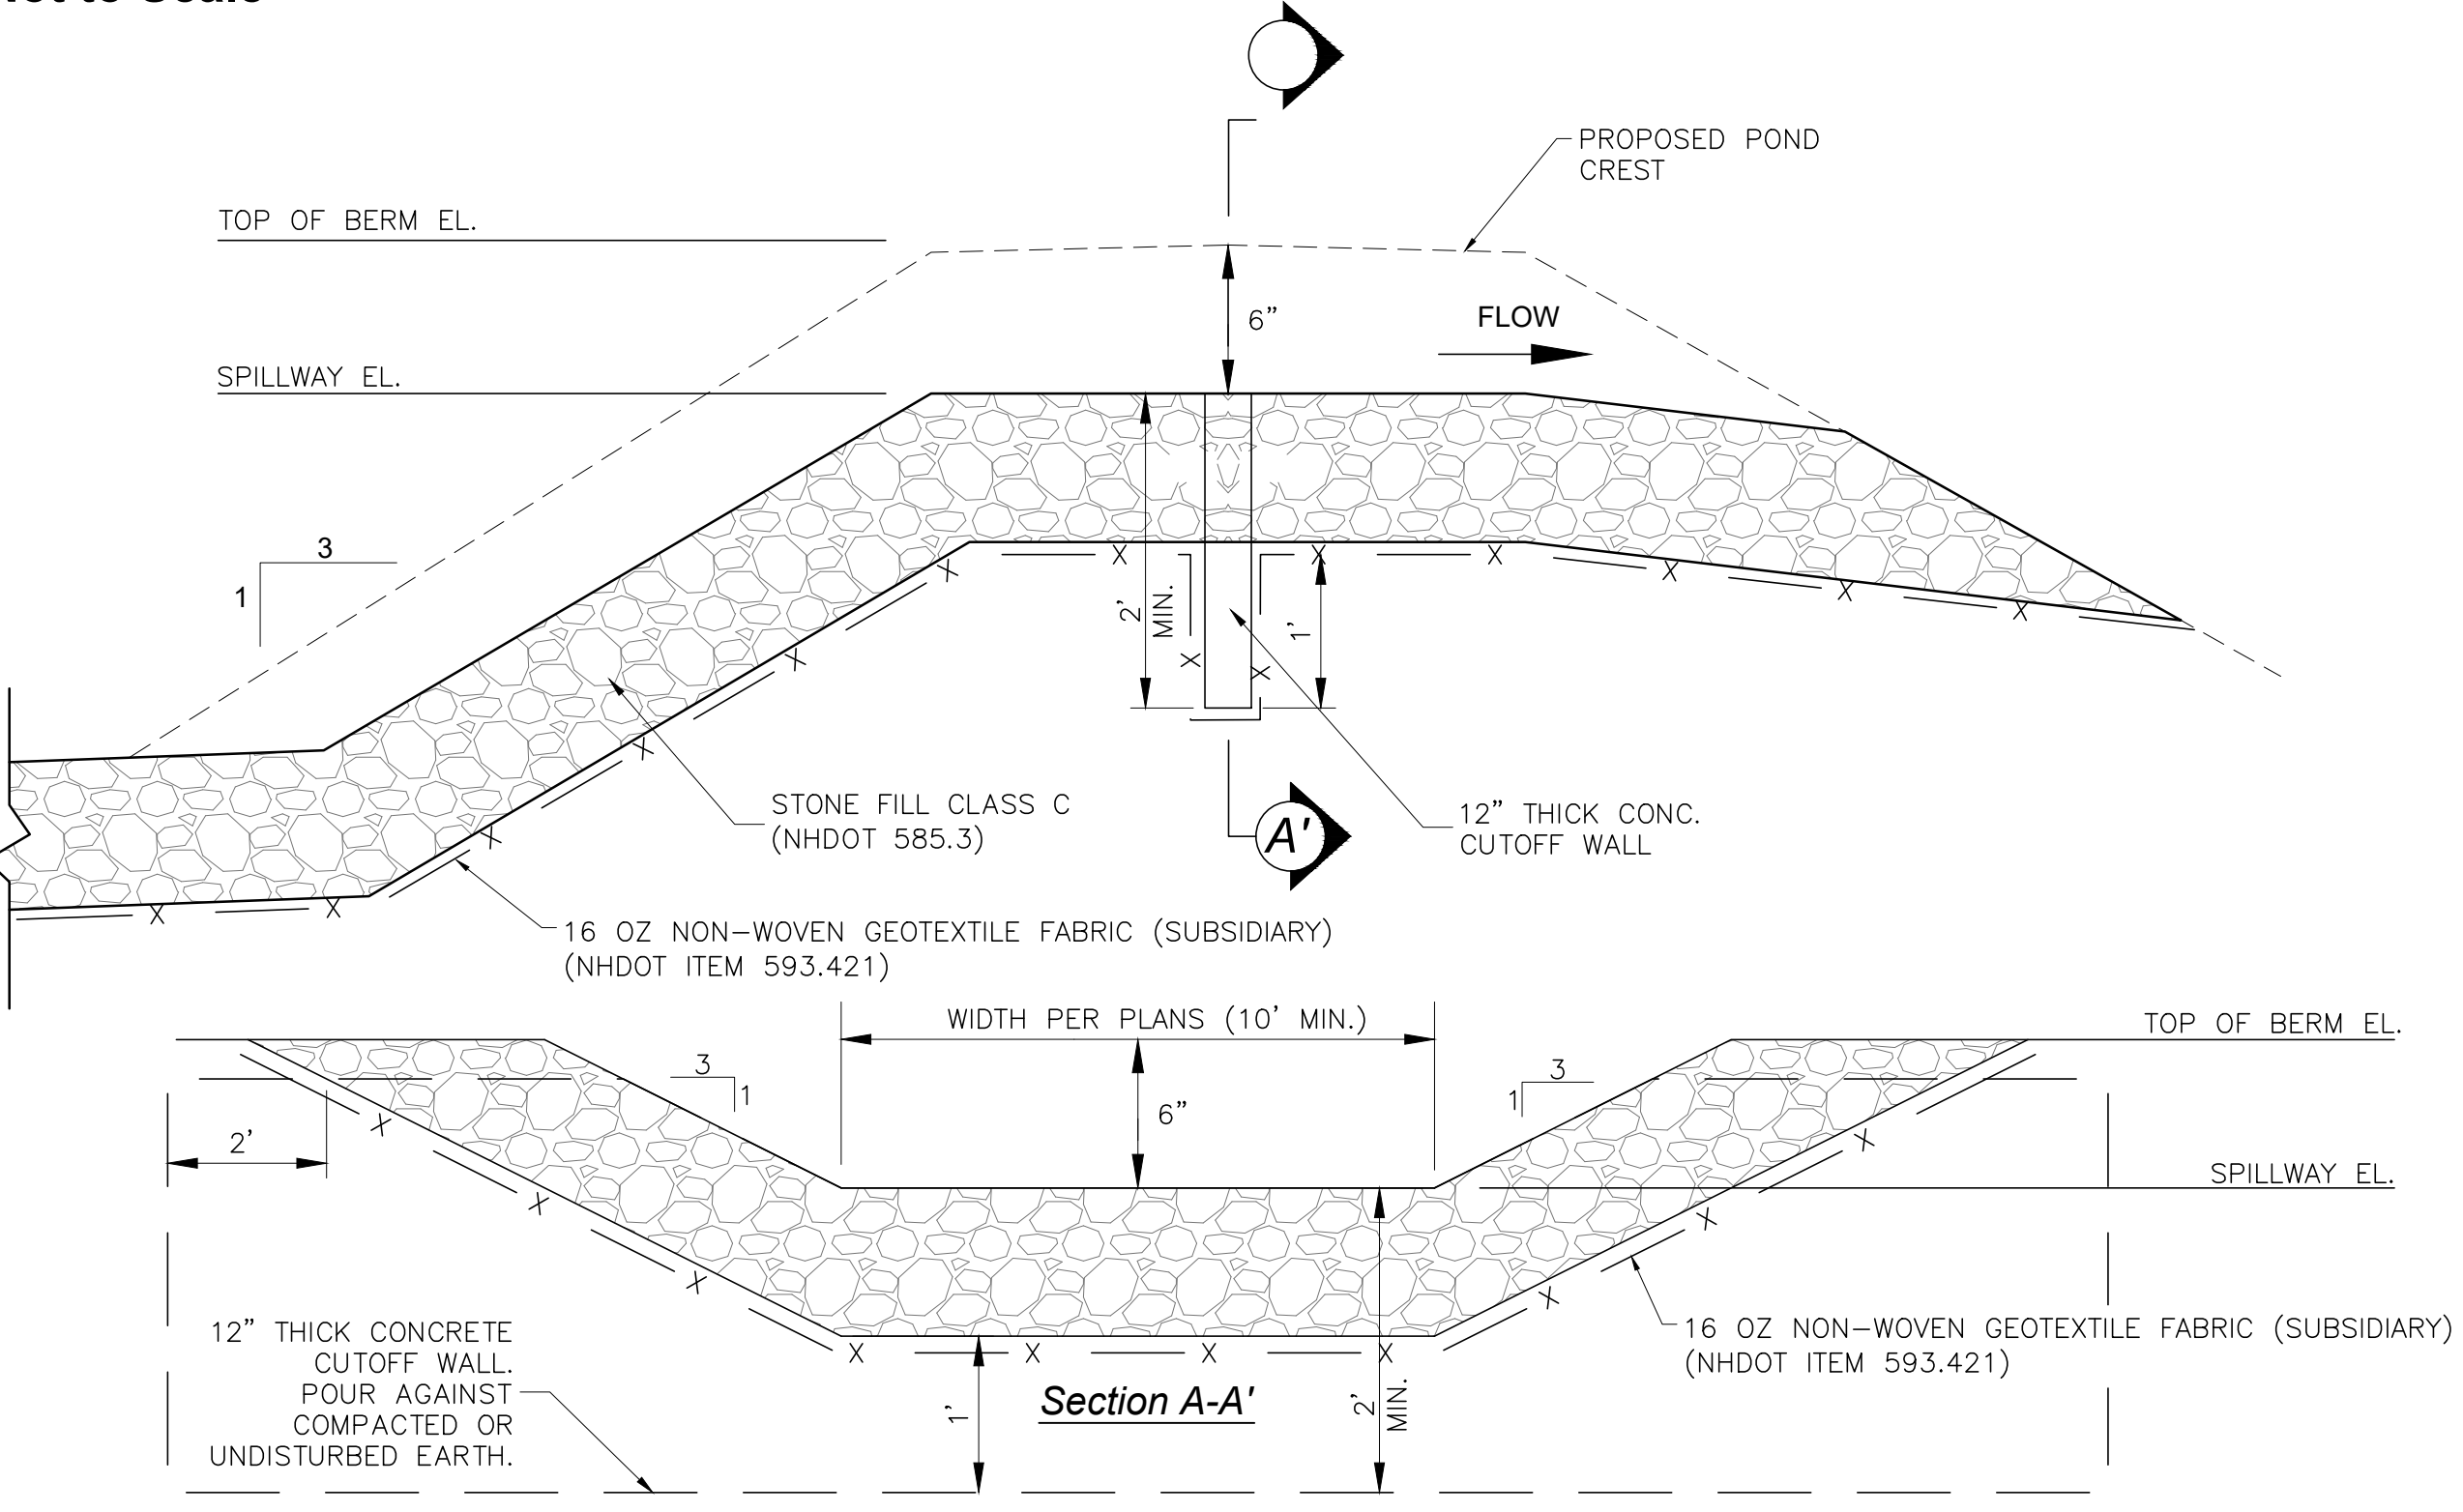 PROPOSED POND
CREST
TOP OF BERM EL.
6"
FLOW
SPILLWAY EL.
3
1
2'
MIN.
1'
STONE FILL CLASS C
(NHDOT 585.3)
12" THICK CONC.
CUTOFF WALL
A'
16 OZ NON-WOVEN GEOTEXTILE FABRIC (SUBSIDIARY)
(NHDOT ITEM 593.421)
WIDTH PER PLANS (10' MIN.)
TOP OF BERM EL.
3
1
6"
3
1
2'
SPILLWAY EL.
12" THICK CONCRETE
CUTOFF WALL.
POUR AGAINST
COMPACTED OR
UNDISTURBED EARTH.
16 OZ NON-WOVEN GEOTEXTILE FABRIC (SUBSIDIARY)
(NHDOT ITEM 593.421)
Section A-A'
1'
2'
MIN.